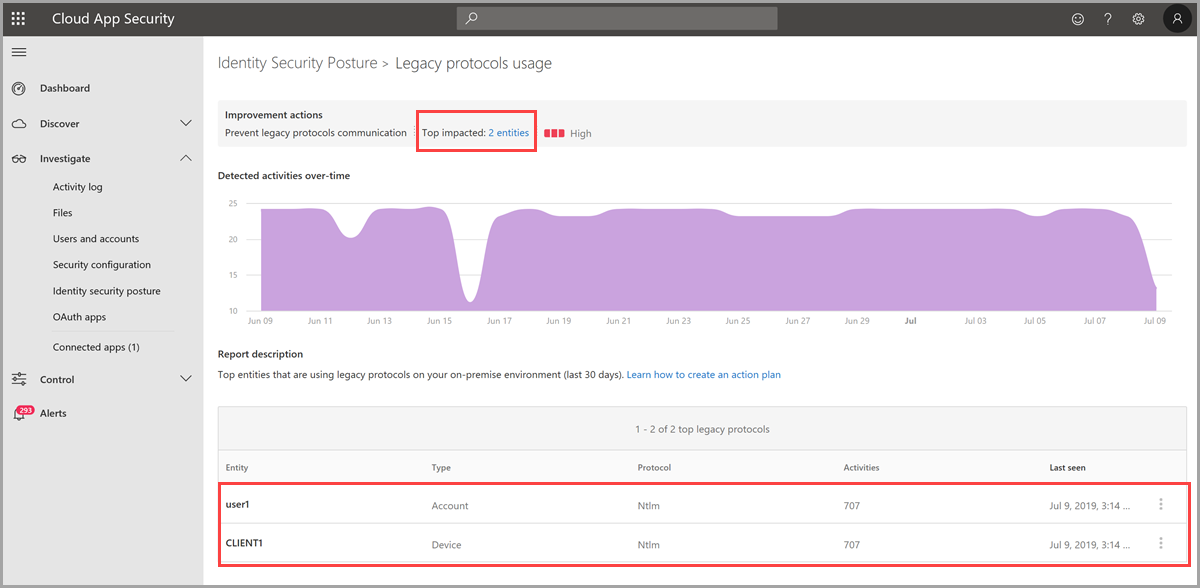 Cloud App Security
Identity Security Posture > Legacy protocols usage
Dashboard
Discover
Investigate
Activity log
Files
Users and accounts
Security configuration
Identity security posture
OAuth apps
Connected apps (1)
Control
293
Alerts
Improvement actions
Prevent legacy protocols communication Top impacted: 2 entities High
Detected activities over-time
25
20
15
10
Jun 09 Jun 11 Jun 13 Jun 15 Jun 17 Jun 19 Jun 21 Jun 23 Jun 25 Jun 27 Jun 29 Jul Jul 03 Jul 05 Jul 07 Jul 09
Report description
Top entities that are using legacy protocols on your on-premise environment (last 30 days). Learn how to create an action plan
1 - 2 of 2 top legacy protocols
Entity Type Protocol Activities Last seen
user1 Account Ntlm 707 Jul 9, 2019, 3:14 ...
CLIENT1 Device Ntlm 707 Jul 9, 2019, 3:14 ...